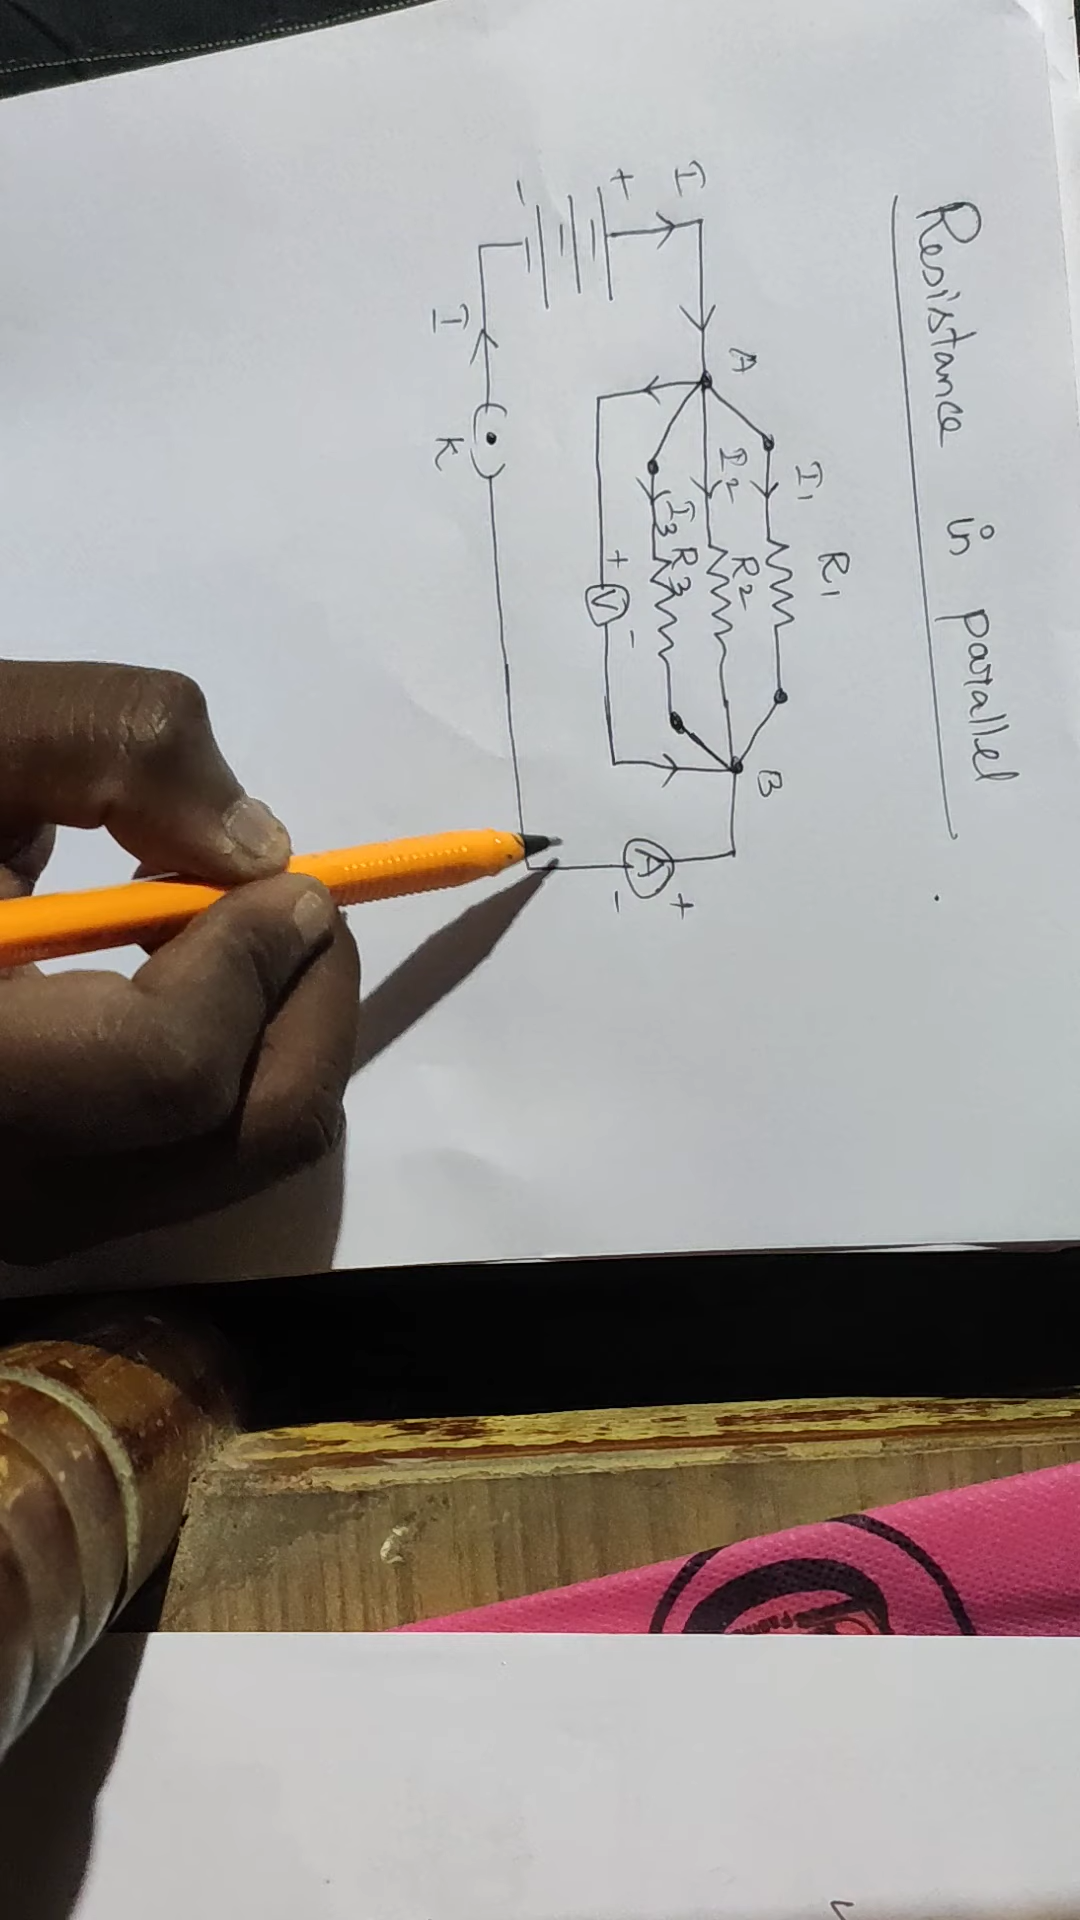 Resistance in parallel
R₁
I₁
A
I₂
R₂
B
I
I₃
R₃
+
+
V
-
A
+
-
-
I
K